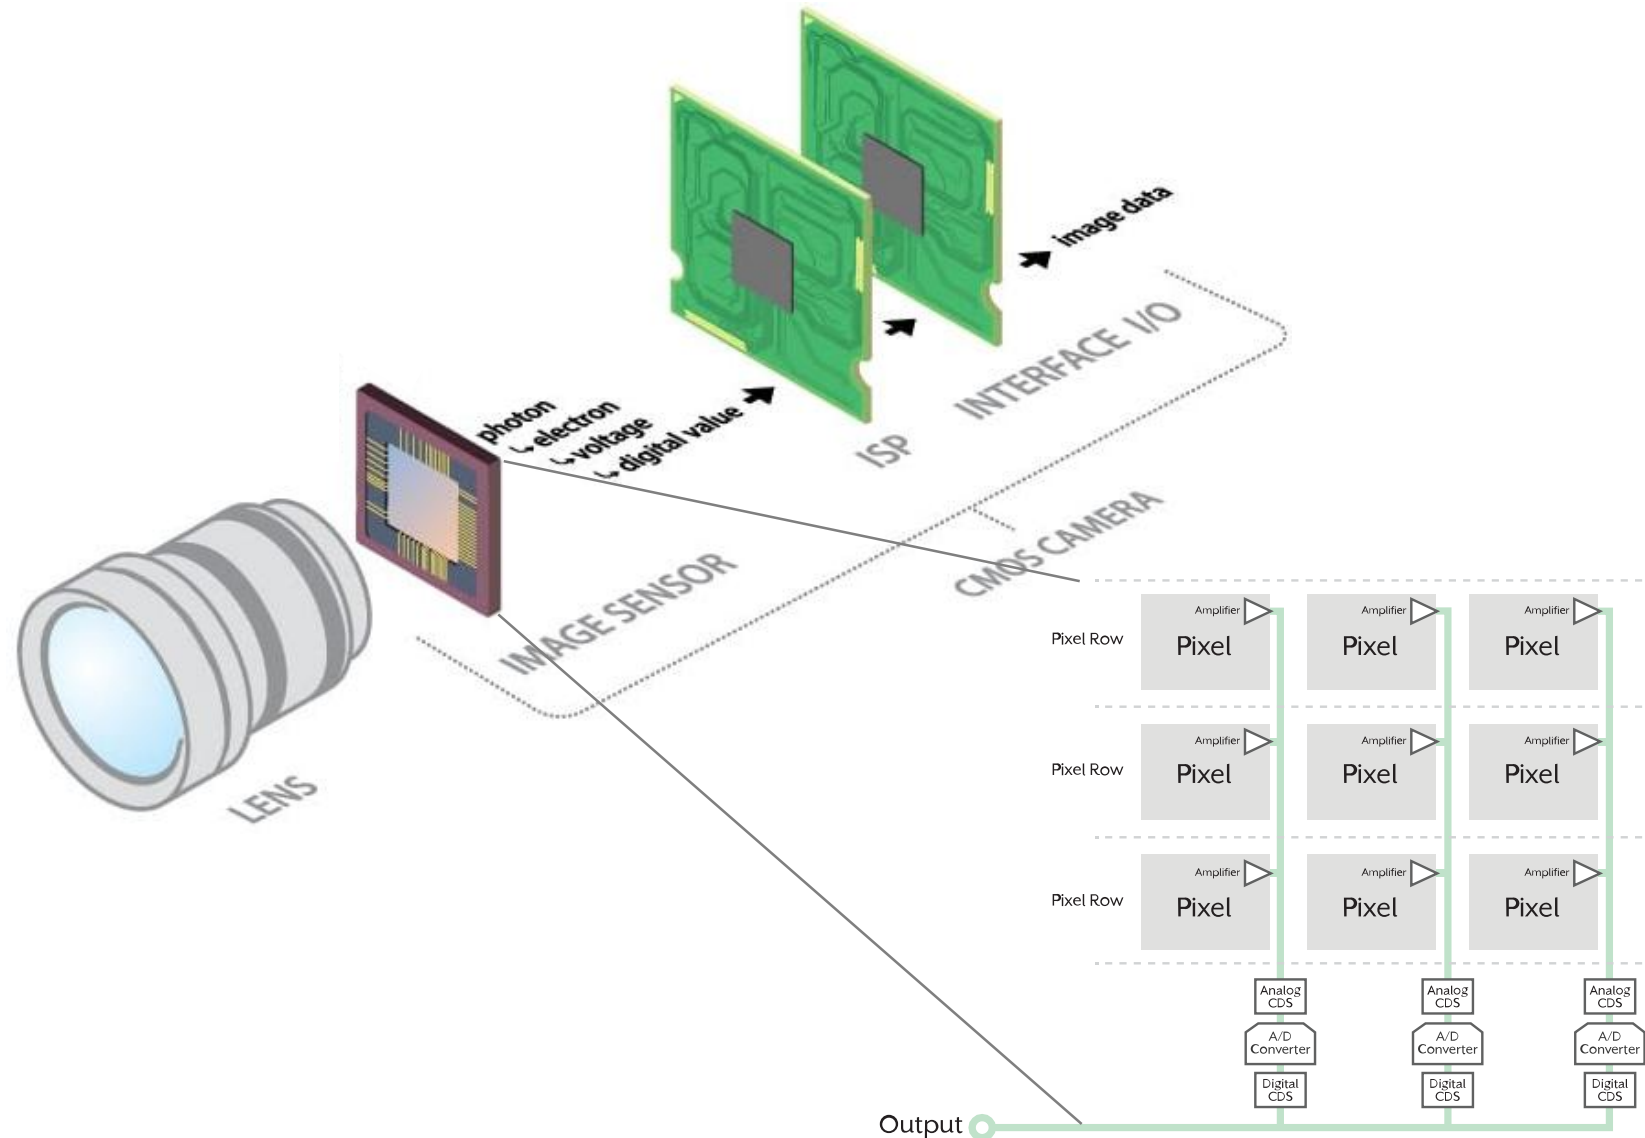 image data
photon
↳ electron
↳ voltage
↳ digital value
INTERFACE I/O
ISP
CMOS CAMERA
IMAGE SENSOR
LENS
Pixel Row
Amplifier
Pixel
Amplifier
Pixel
Amplifier
Pixel
Pixel Row
Amplifier
Pixel
Amplifier
Pixel
Amplifier
Pixel
Pixel Row
Amplifier
Pixel
Amplifier
Pixel
Amplifier
Pixel
Analog
CDS
Analog
CDS
Analog
CDS
A/D
Converter
A/D
Converter
A/D
Converter
Digital
CDS
Digital
CDS
Digital
CDS
Output